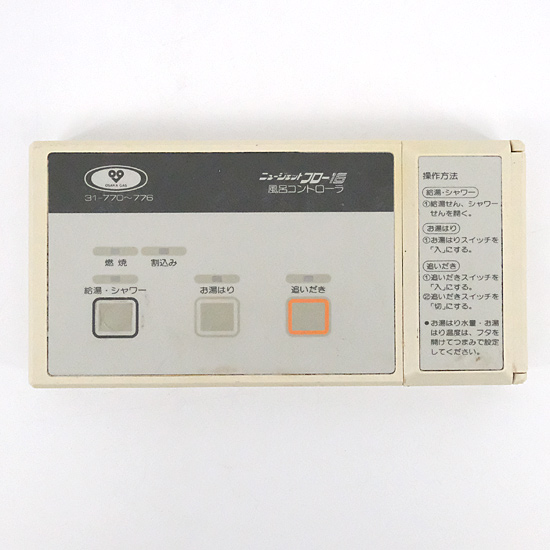 OSAKA GAS
31-770〜776
ニュージェットフロー16
風呂コントローラ
燃焼
割込み
給湯・シャワー
お湯はり
追いだき
操作方法
給湯・シャワー
①給湯せん、シャワー
せんを開く。
お湯はり
①お湯はりスイッチを
「入」にする。
追いだき
①追いだきスイッチを
「入」にする。
②追いだきスイッチを
「切」にする。
●お湯はり水量・お湯
はり温度は、フタを
開けてつまみで設定
してください。